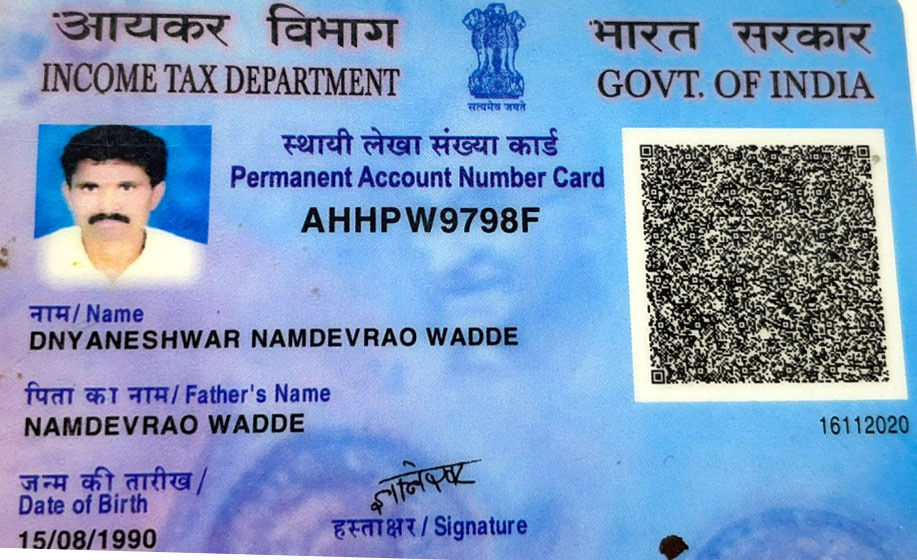 आयकर विभाग
INCOME TAX DEPARTMENT
सत्यमेव जयते
भारत सरकार
GOVT. OF INDIA
स्थायी लेखा संख्या कार्ड
Permanent Account Number Card
AHHPW9798F
नाम / Name
DNYANESHWAR NAMDEVRAO WADDE
पिता का नाम / Father's Name
NAMDEVRAO WADDE
16112020
जन्म की तारीख /
Date of Birth
15/08/1990
ज्ञानेश्वर
हस्ताक्षर / Signature